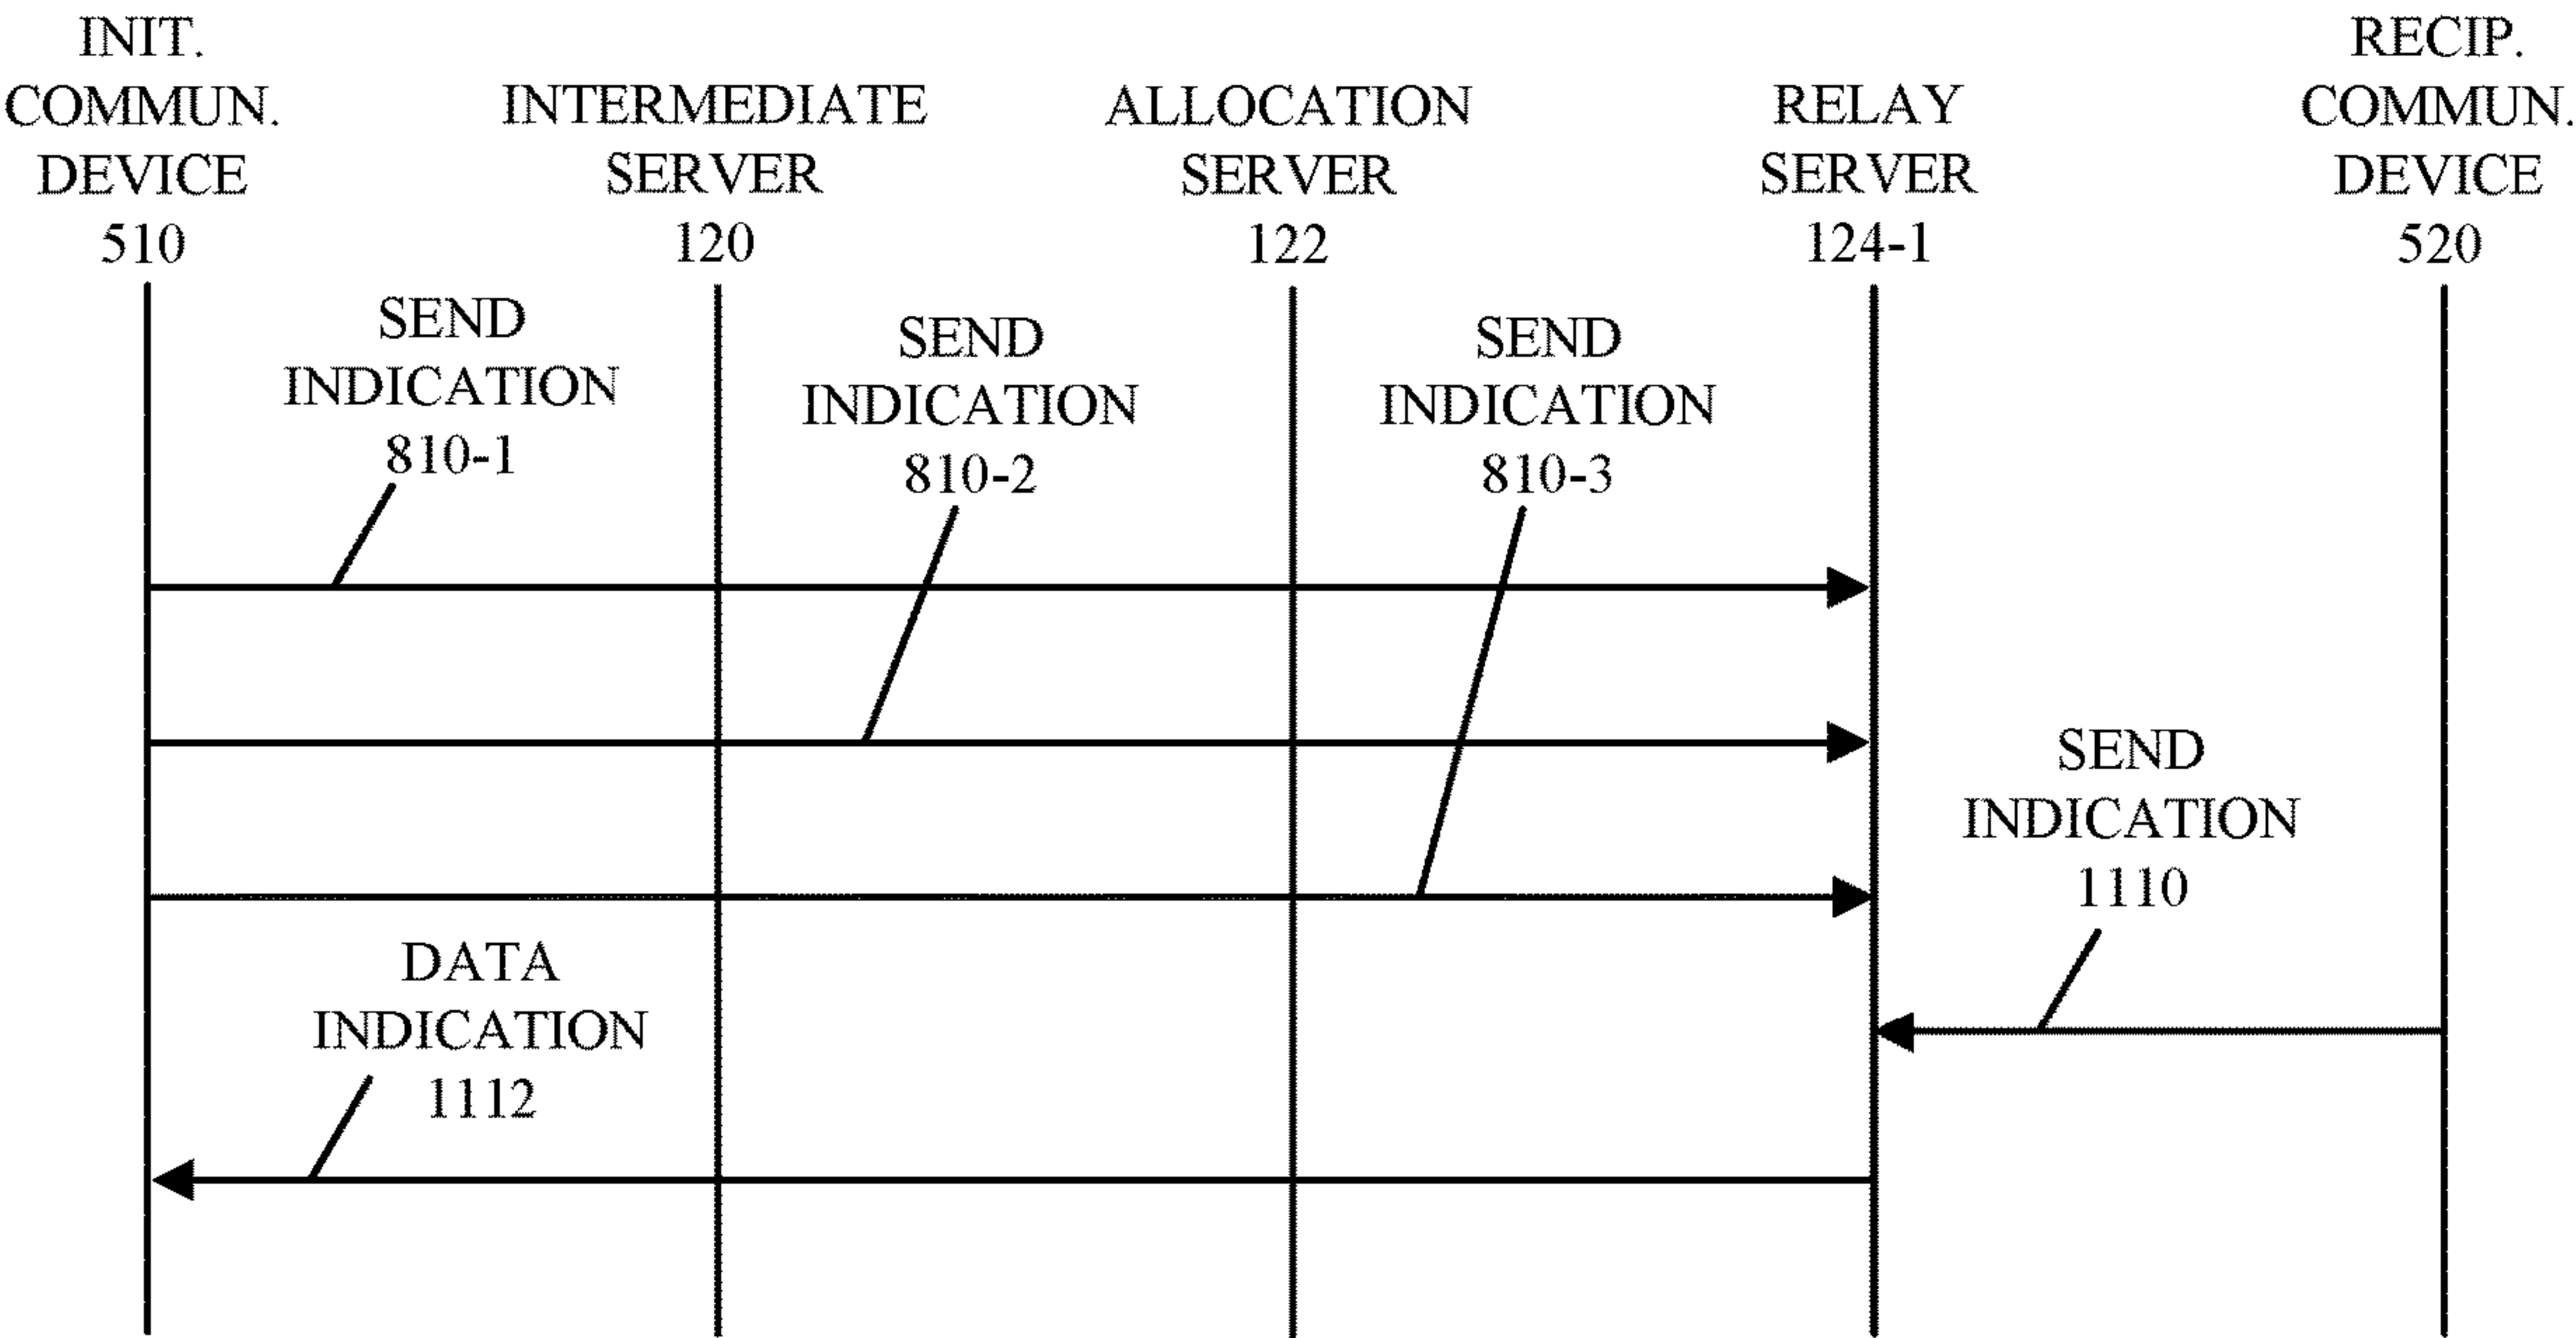 INIT.
COMMUN.
DEVICE
510
INTERMEDIATE
SERVER
120
ALLOCATION
SERVER
122
RELAY
SERVER
124-1
RECIP.
COMMUN.
DEVICE
520
SEND
INDICATION
810-1
SEND
INDICATION
810-2
SEND
INDICATION
810-3
SEND
INDICATION
1110
DATA
INDICATION
1112